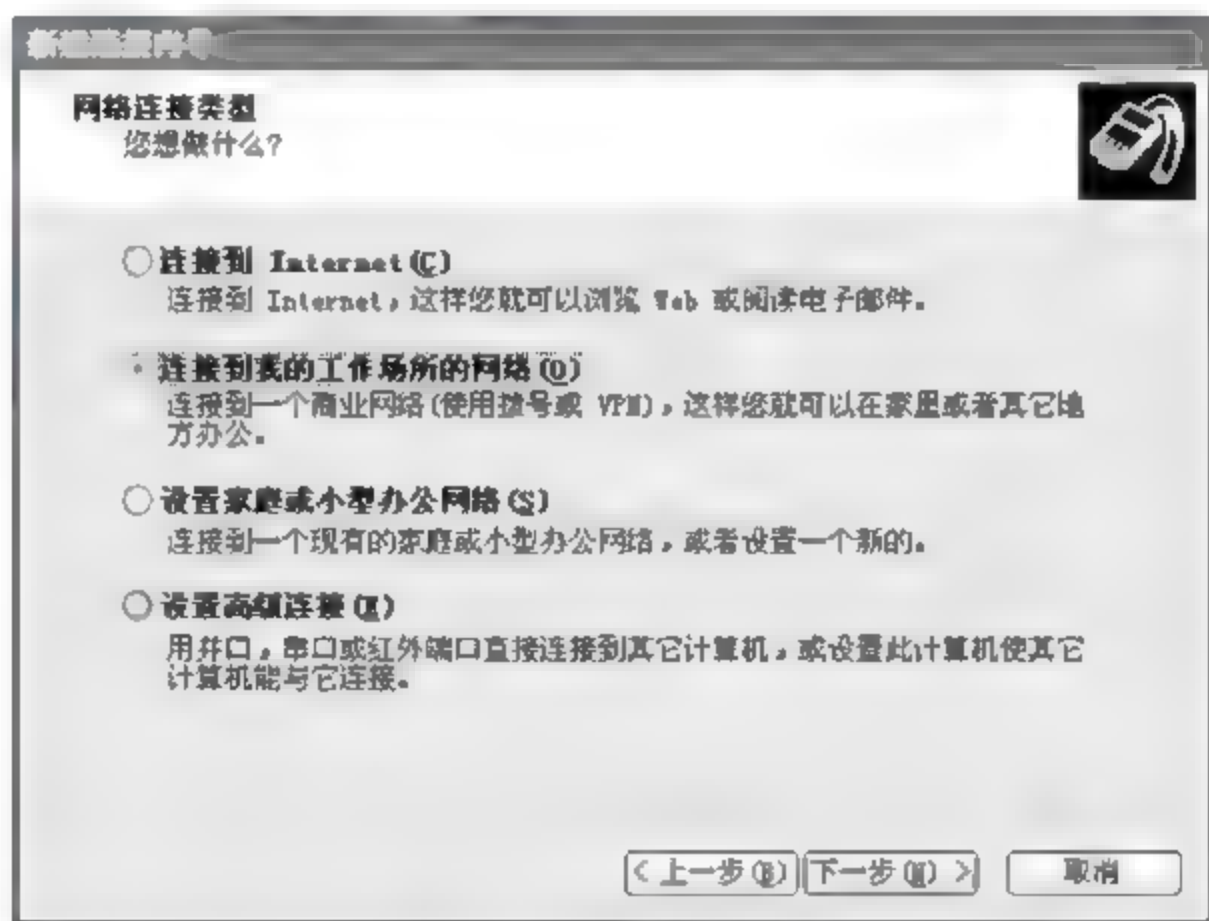 新建连接向导
网络连接类型
您想做什么?
连接到 Internet(C)
连接到 Internet,这样您就可以浏览 Web 或阅读电子邮件。
连接到我的工作场所的网络(O)
连接到一个商业网络(使用拨号或 VPN),这样您就可以在家里或者其它地
方办公。
设置家庭或小型办公网络(S)
连接到一个现有的家庭或小型办公网络,或者设置一个新的。
设置高级连接(E)
用并口,串口或红外端口直接连接到其它计算机,或设置此计算机使其它
计算机能与它连接。
< 上一步(B) 下一步(N) > 取消